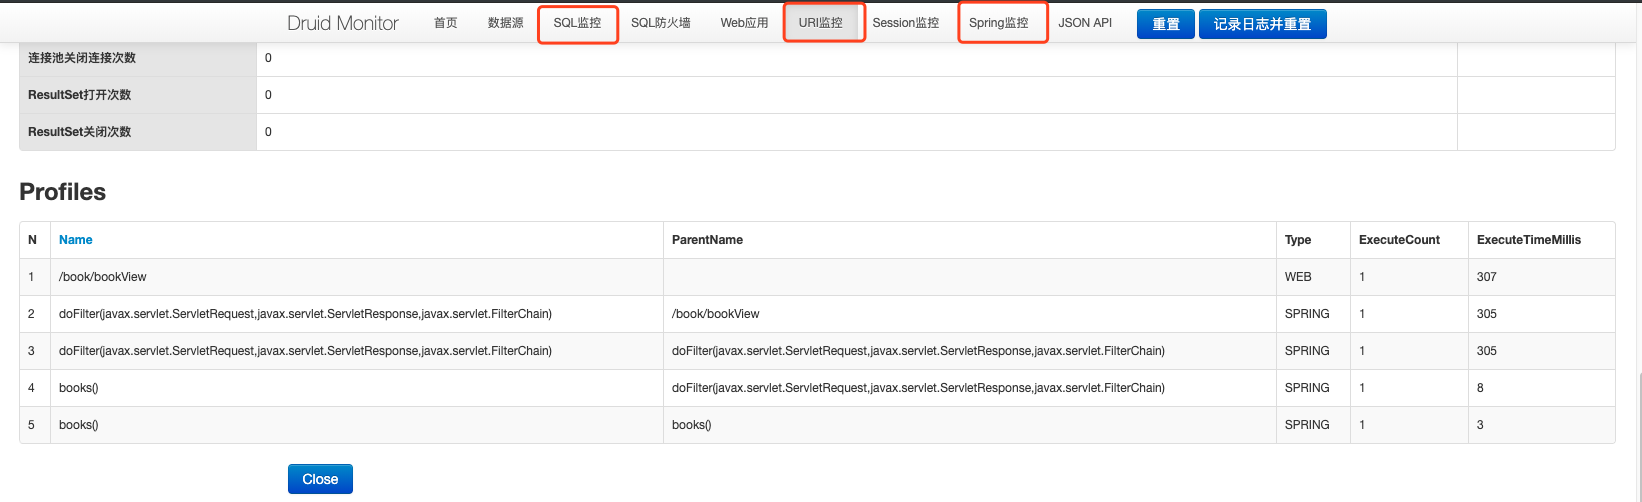 Druid Monitor 首页 数据源 SQL监控 SQL防火墙 Web应用 URI监控 Session监控 Spring监控 JSON API 重置 记录日志并重置
连接池关闭连接次数 0
ResultSet打开次数 0
ResultSet关闭次数 0
Profiles
N Name ParentName Type ExecuteCount ExecuteTimeMillis
1 /book/bookView WEB 1 307
2 doFilter(javax.servlet.ServletRequest,javax.servlet.ServletResponse,javax.servlet.FilterChain) /book/bookView SPRING 1 305
3 doFilter(javax.servlet.ServletRequest,javax.servlet.ServletResponse,javax.servlet.FilterChain) doFilter(javax.servlet.ServletRequest,javax.servlet.ServletResponse,javax.servlet.FilterChain) SPRING 1 305
4 books() doFilter(javax.servlet.ServletRequest,javax.servlet.ServletResponse,javax.servlet.FilterChain) SPRING 1 8
5 books() books() SPRING 1 3
Close